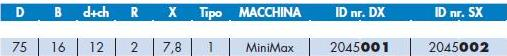 D B d+ch R X Tipo MACCHINA ID nr. DX ID nr. SX
75 16 12 2 7,8 1 MiniMax 2045001 2045002